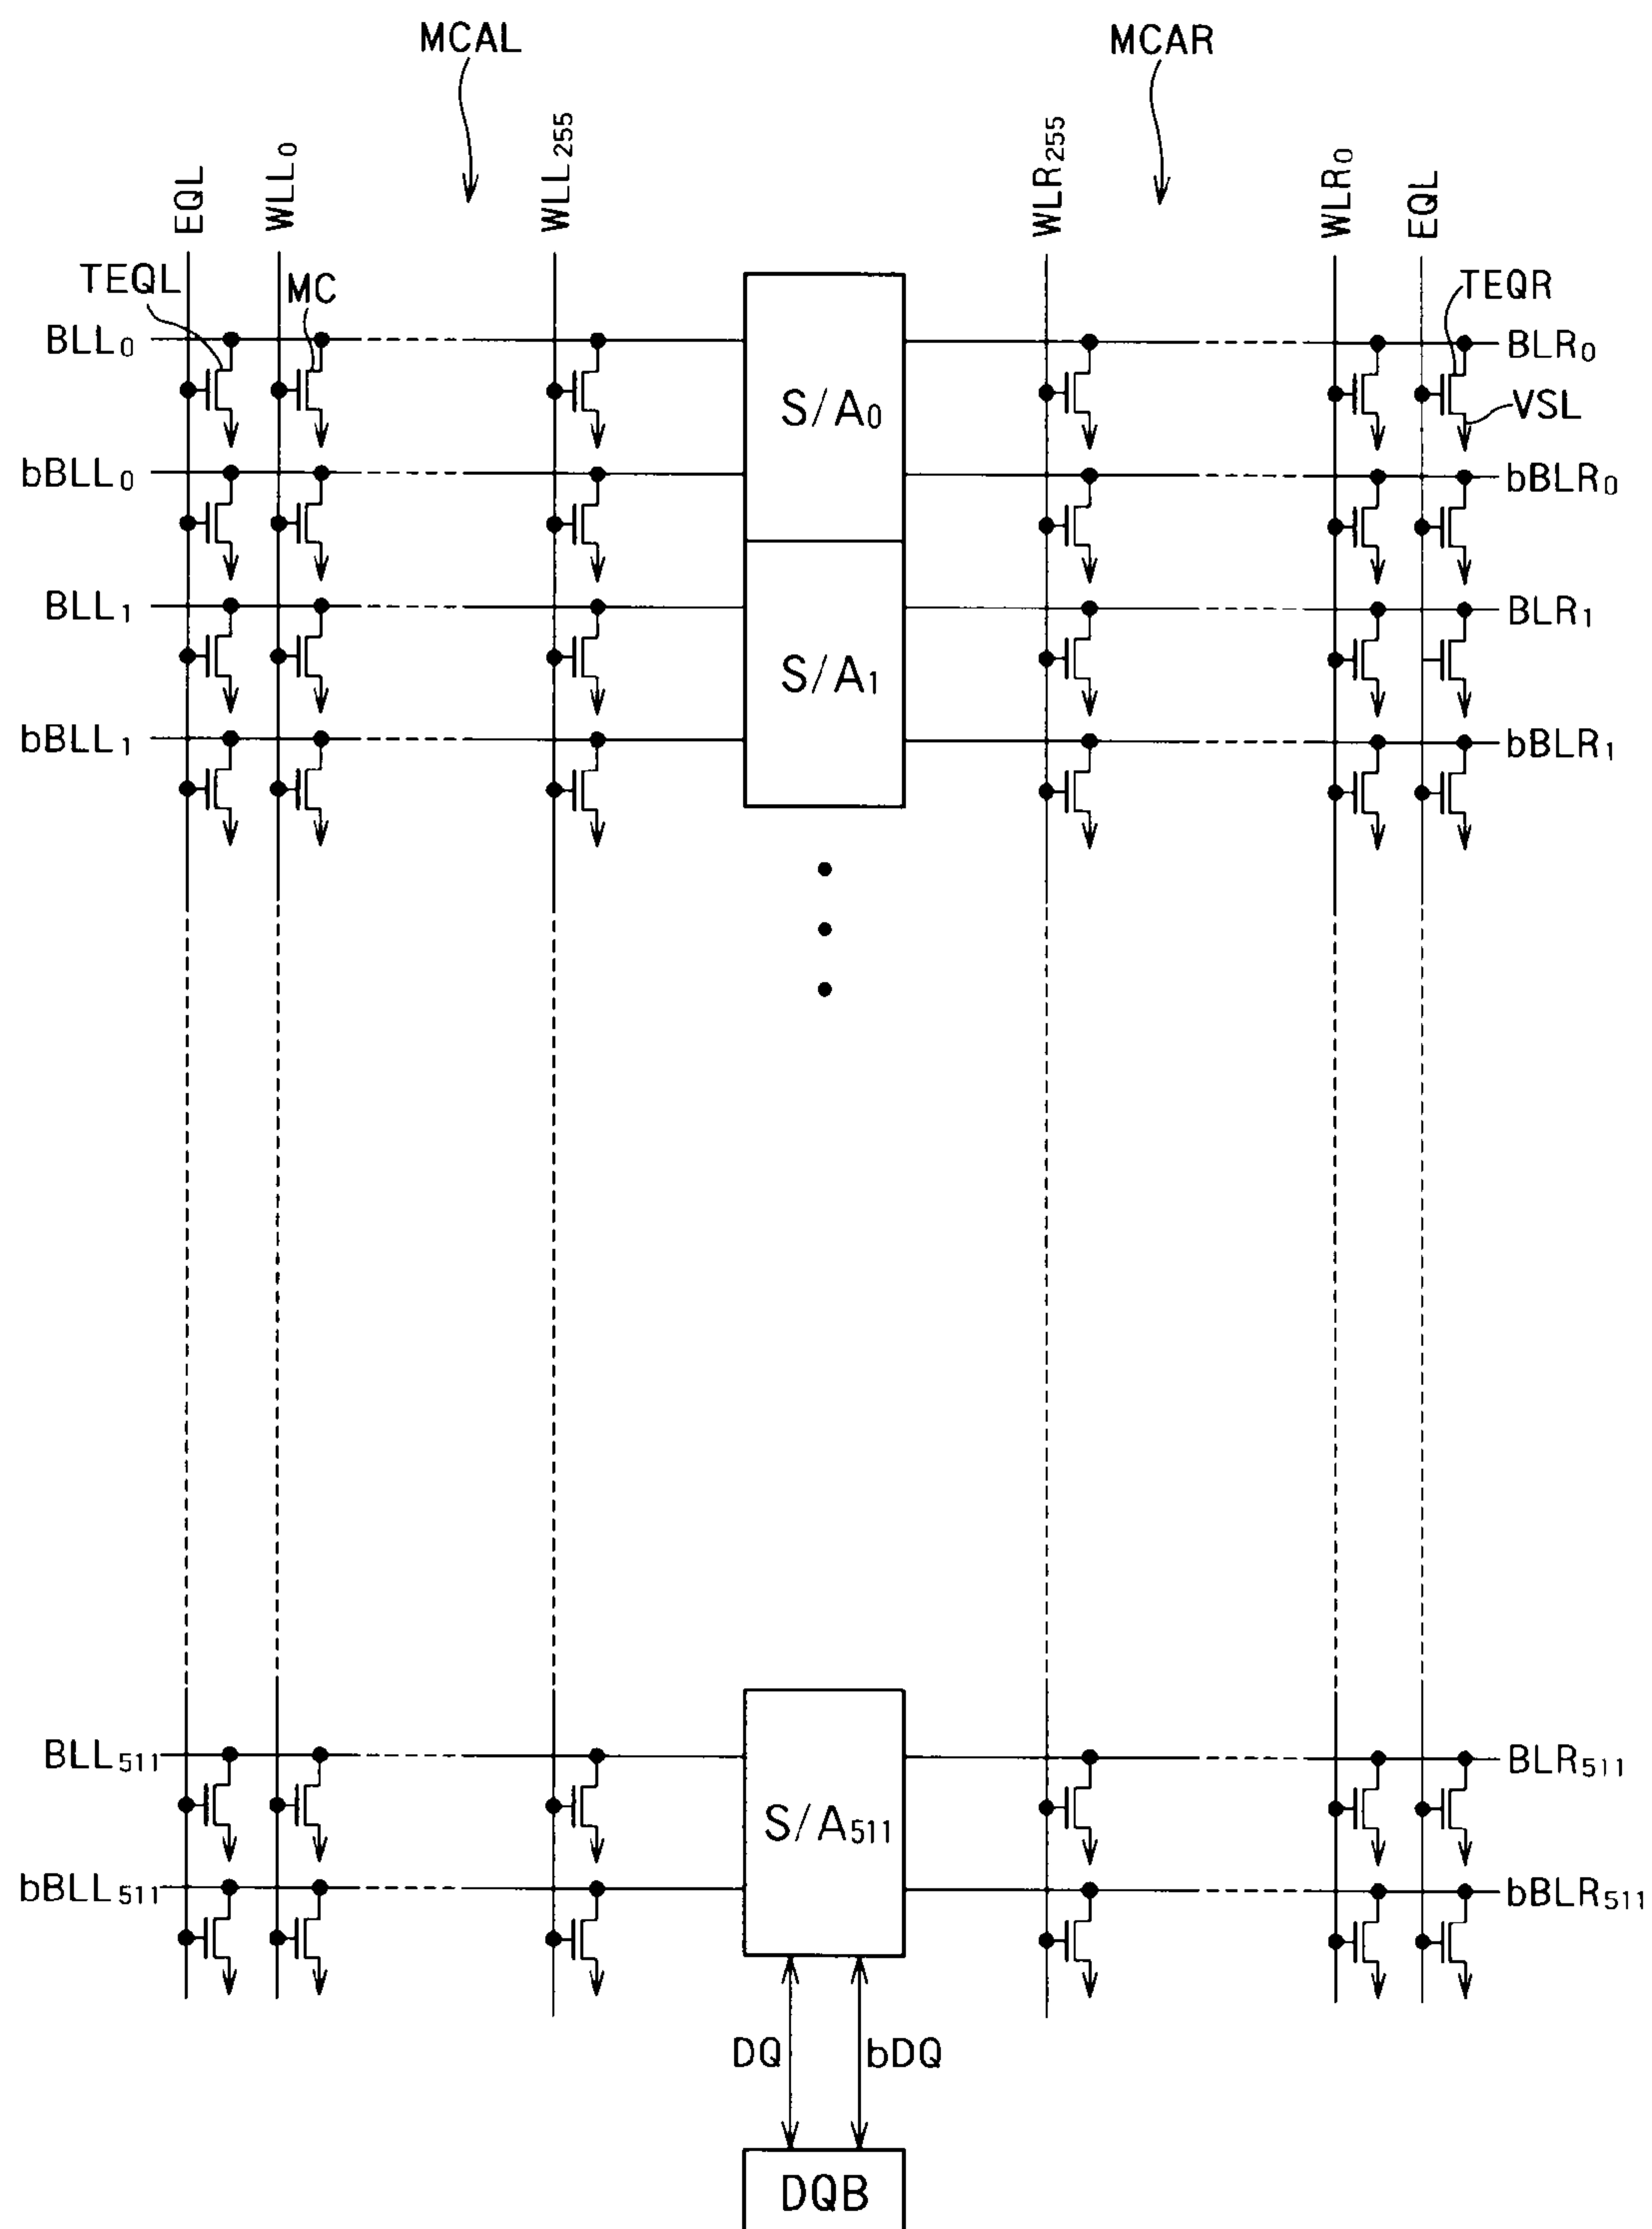 MCAL MCAR
EQL WLL0 WLL255 WLR255 WLR0 EQL
TEQL MC TEQR
BLL0 BLR0
S/A0 VSL
bBLL0 bBLR0
BLL1 BLR1
S/A1
bBLL1 bBLR1
BLL511 BLR511
S/A511
bBLL511 bBLR511
DQ bDQ
DQB